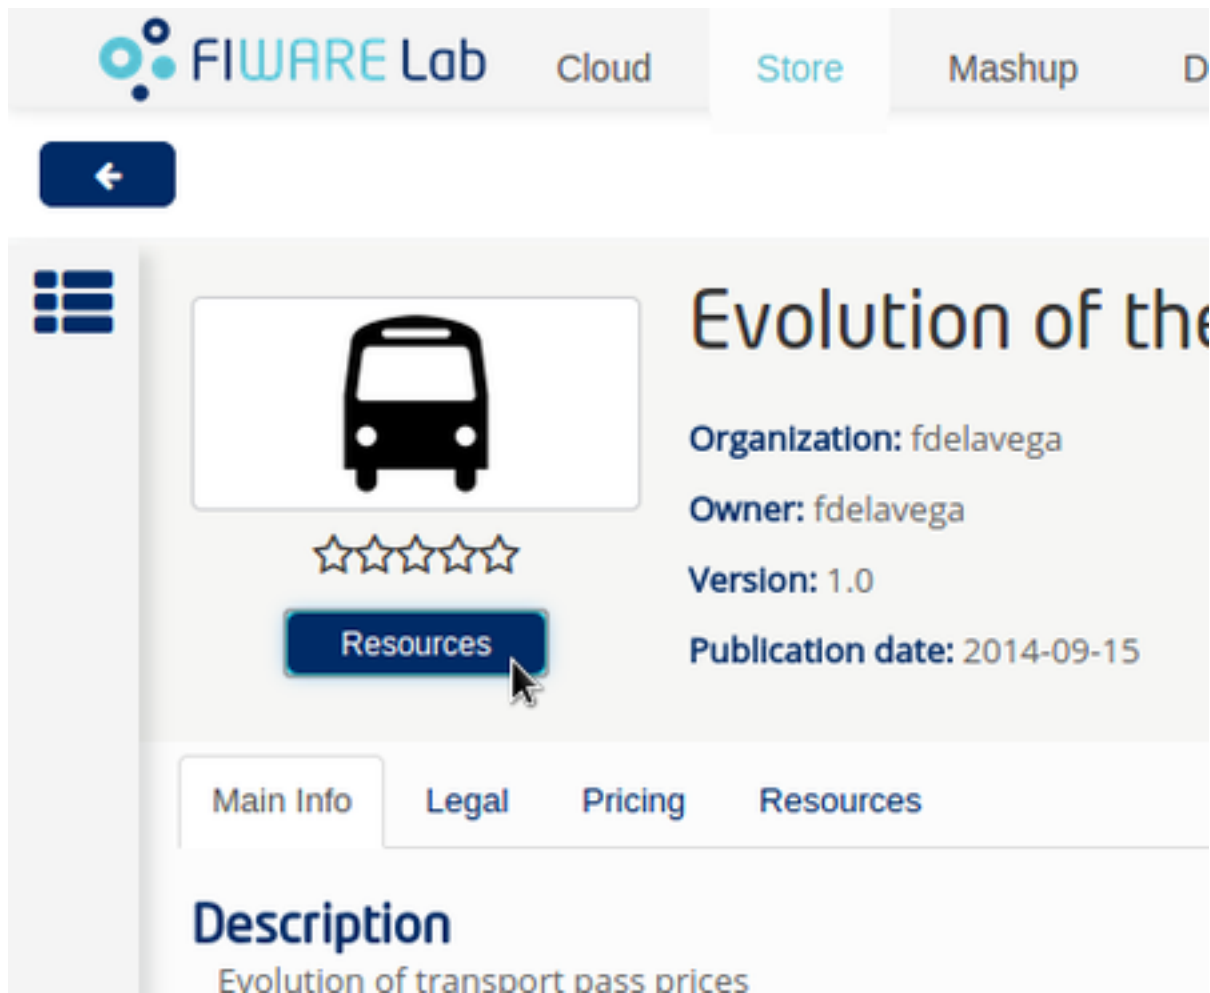 FIWARE Lab Cloud Store Mashup D
Evolution of the
Organization: fdelavega
Owner: fdelavega
Version: 1.0
Publication date: 2014-09-15
Resources
Main Info Legal Pricing Resources
Description
Evolution of transport pass prices